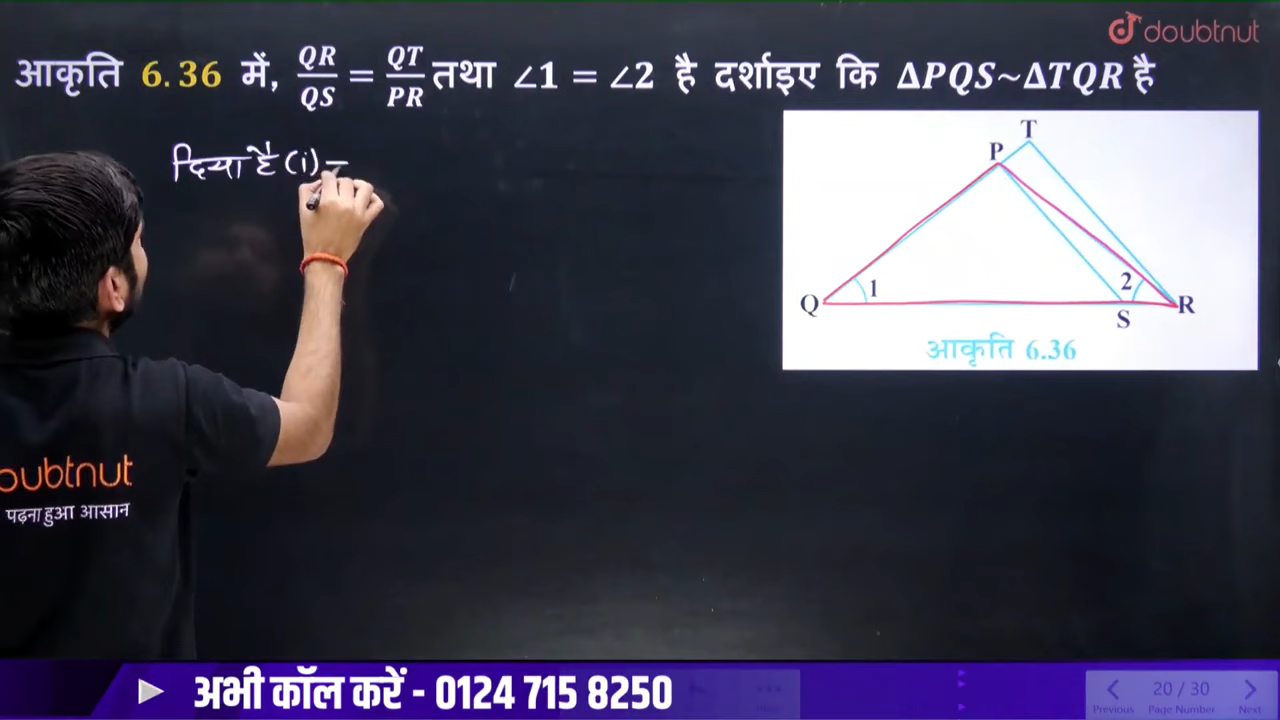 doubtnut
आकृति 6.36 में, QR/QS = QT/PR तथा ∠1 = ∠2 है दर्शाइए कि ΔPQS~ΔTQR है
दिया है (i) –
T
P
Q
1
2
S
R
आकृति 6.36
oubtnut
पढ़ना हुआ आसान
अभी कॉल करें - 0124 715 8250
20 / 30
Previous Page Number Next